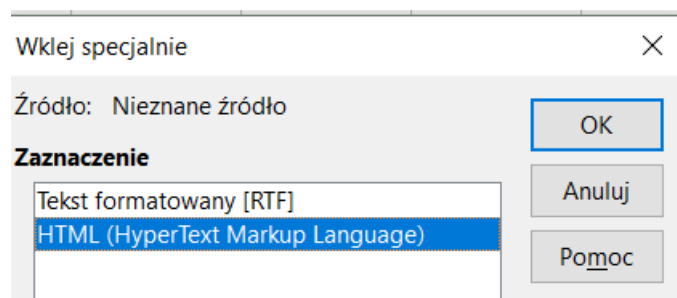 Wklej specjalnie
Źródło: Nieznane źródło
OK
Zaznaczenie
Tekst formatowany [RTF]
Anuluj
HTML (HyperText Markup Language)
Pomoc